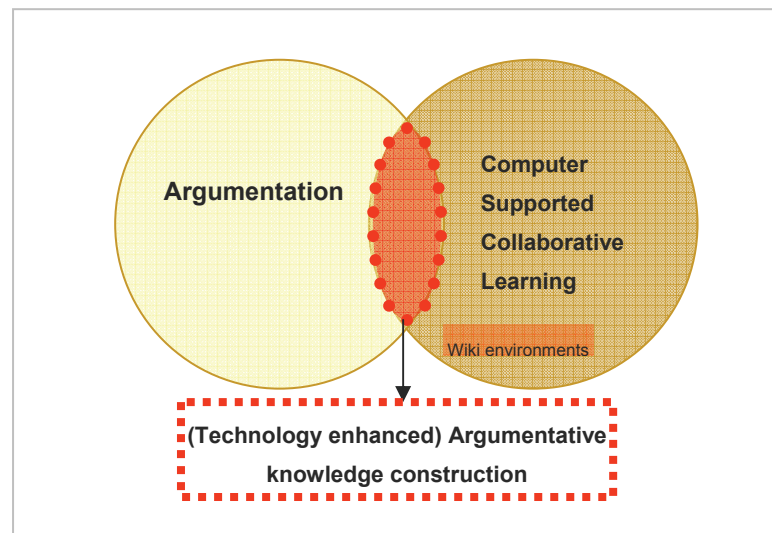 Argumentation
Computer
Supported
Collaborative
Learning
Wiki environments
(Technology enhanced) Argumentative
knowledge construction